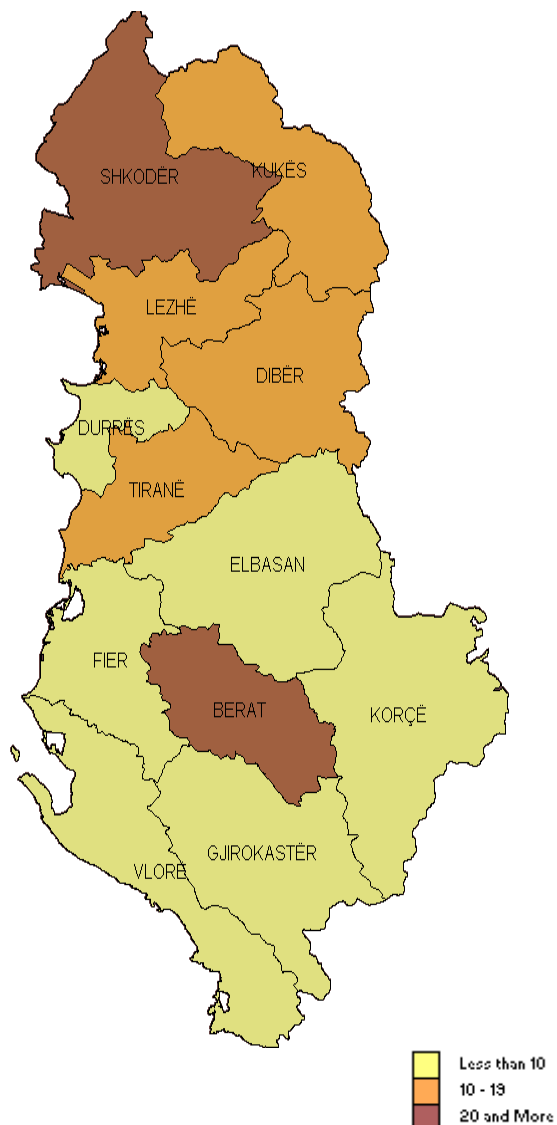 SHKODËR
KUKËS
LEZHË
DIBËR
DURRËS
TIRANË
ELBASAN
FIER
BERAT
KORÇË
GJIROKASTËR
VLORË
Less than 10
10 - 19
20 and More